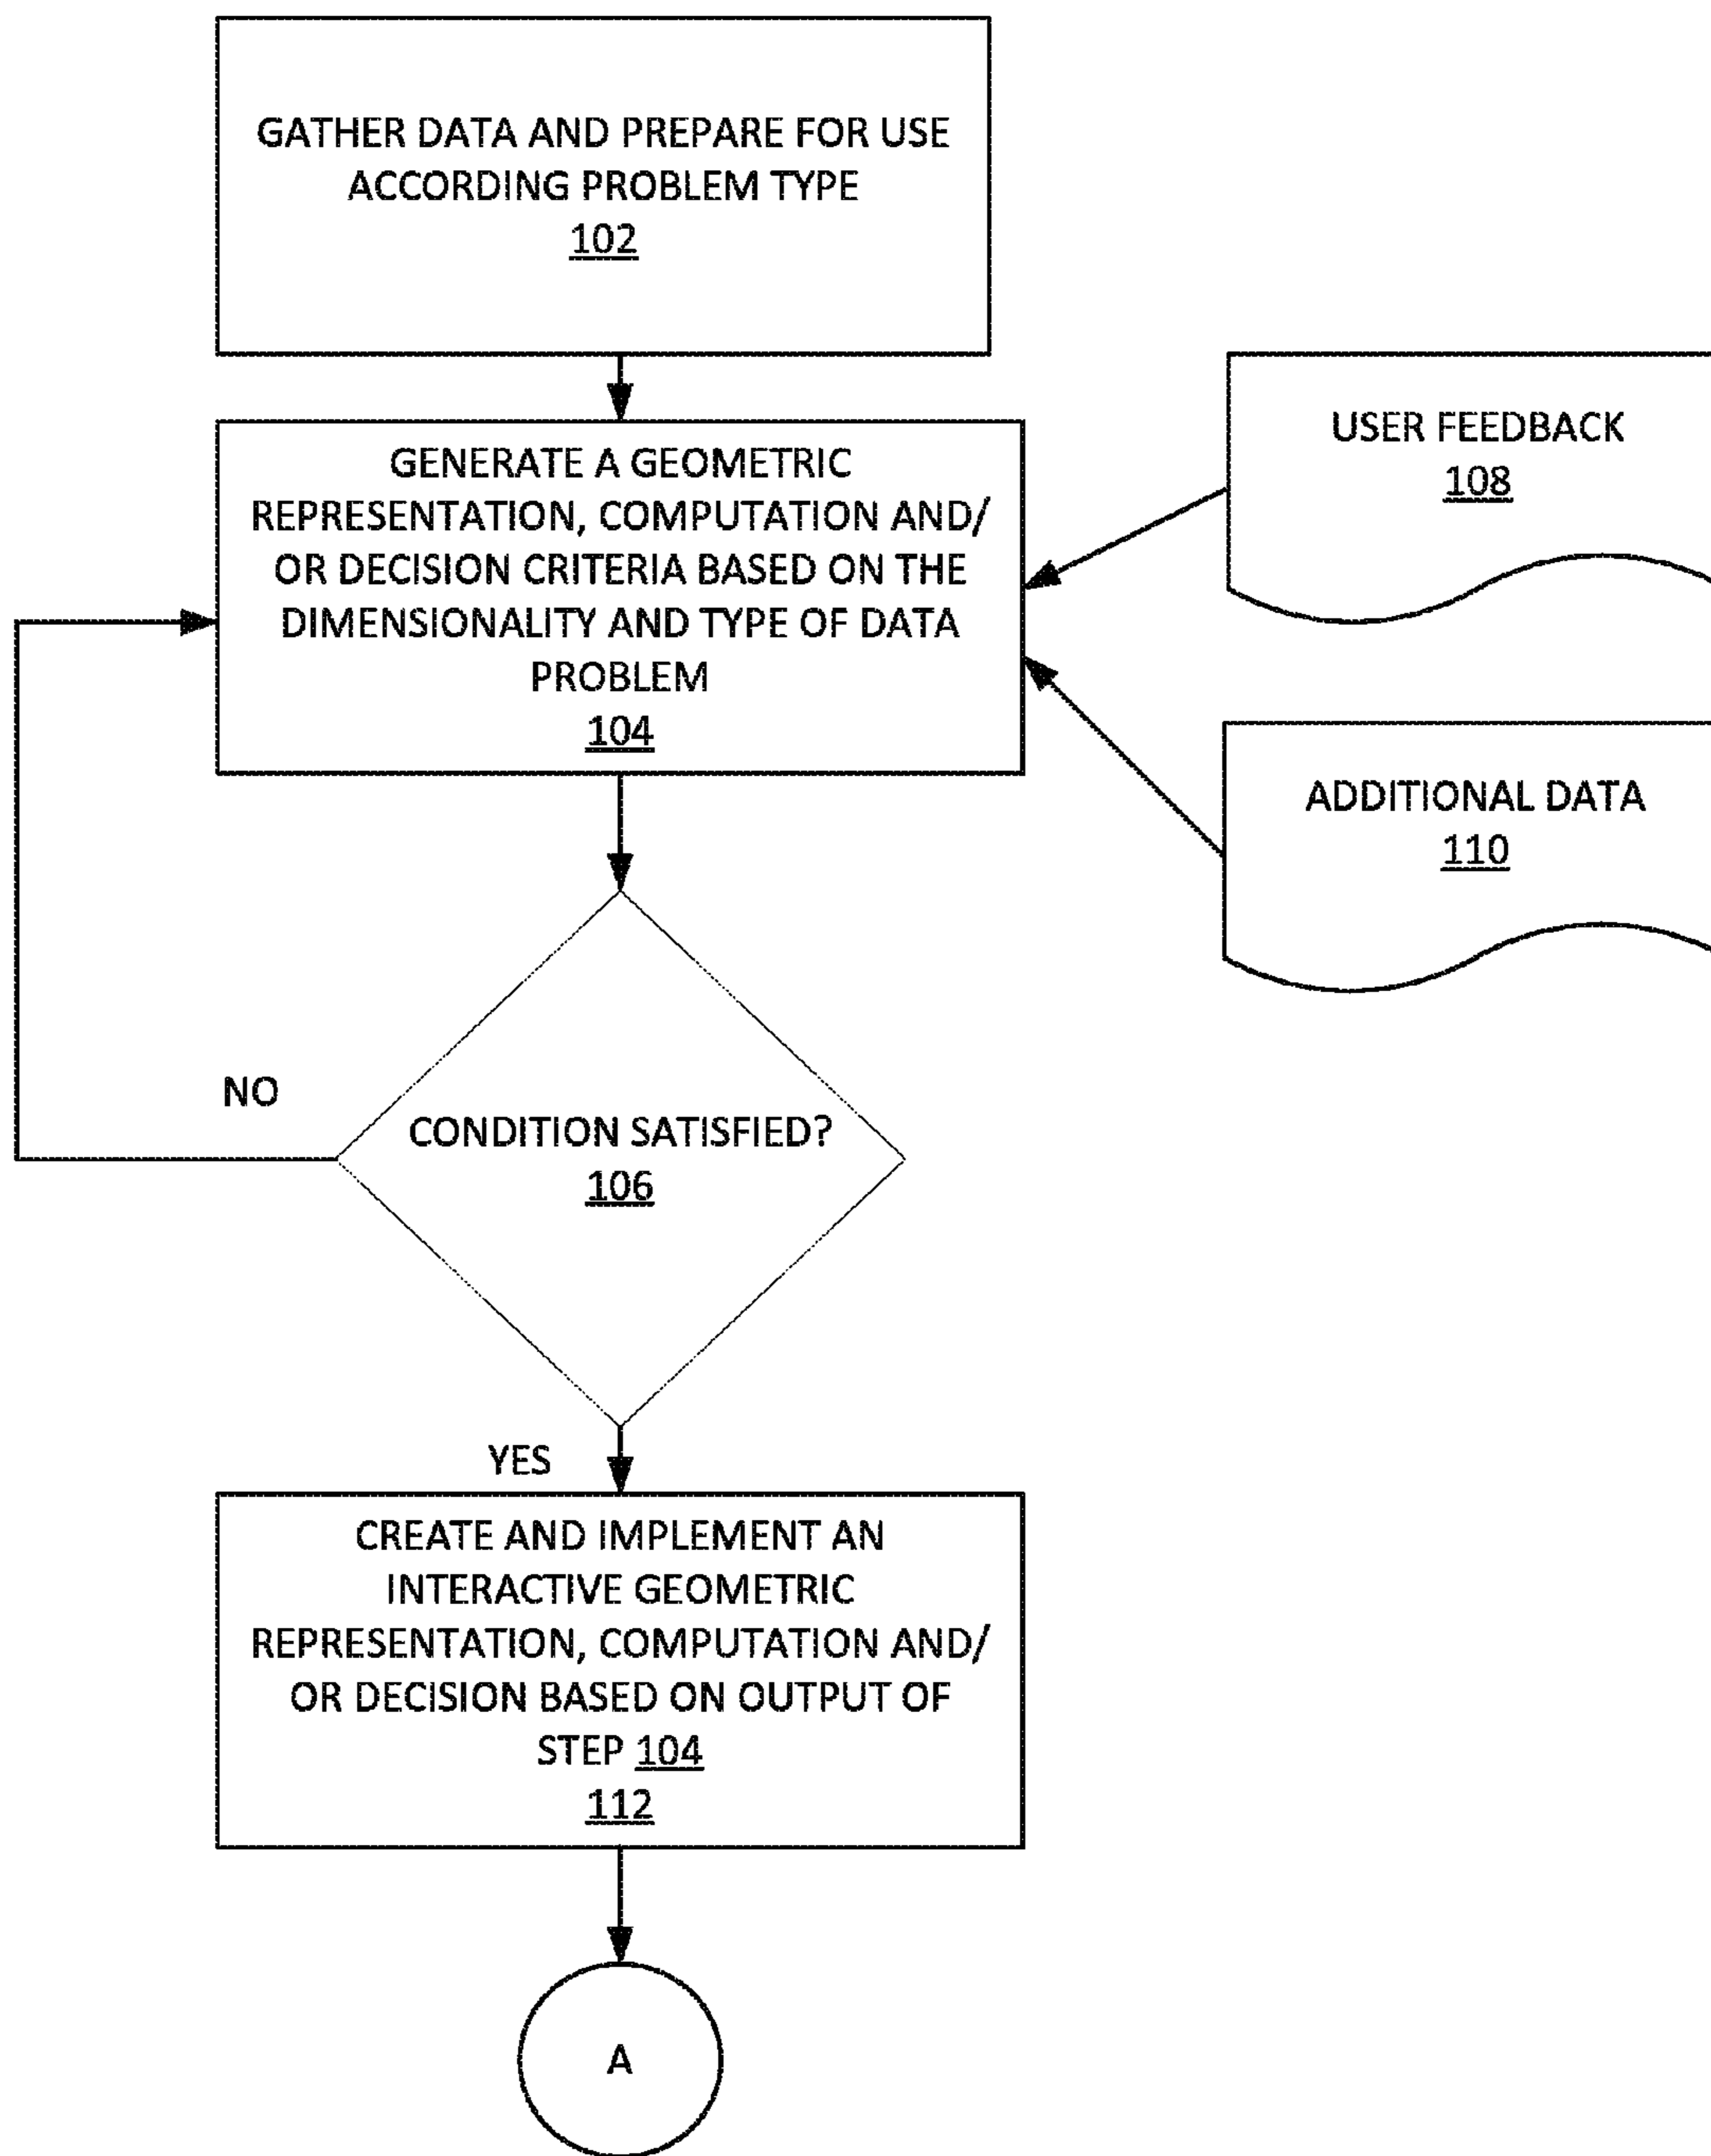 GATHER DATA AND PREPARE FOR USE
ACCORDING PROBLEM TYPE
102
GENERATE A GEOMETRIC
REPRESENTATION, COMPUTATION AND/
OR DECISION CRITERIA BASED ON THE
DIMENSIONALITY AND TYPE OF DATA
PROBLEM
104
USER FEEDBACK
108
ADDITIONAL DATA
110
NO
CONDITION SATISFIED?
106
YES
CREATE AND IMPLEMENT AN
INTERACTIVE GEOMETRIC
REPRESENTATION, COMPUTATION AND/
OR DECISION BASED ON OUTPUT OF
STEP 104
112
A